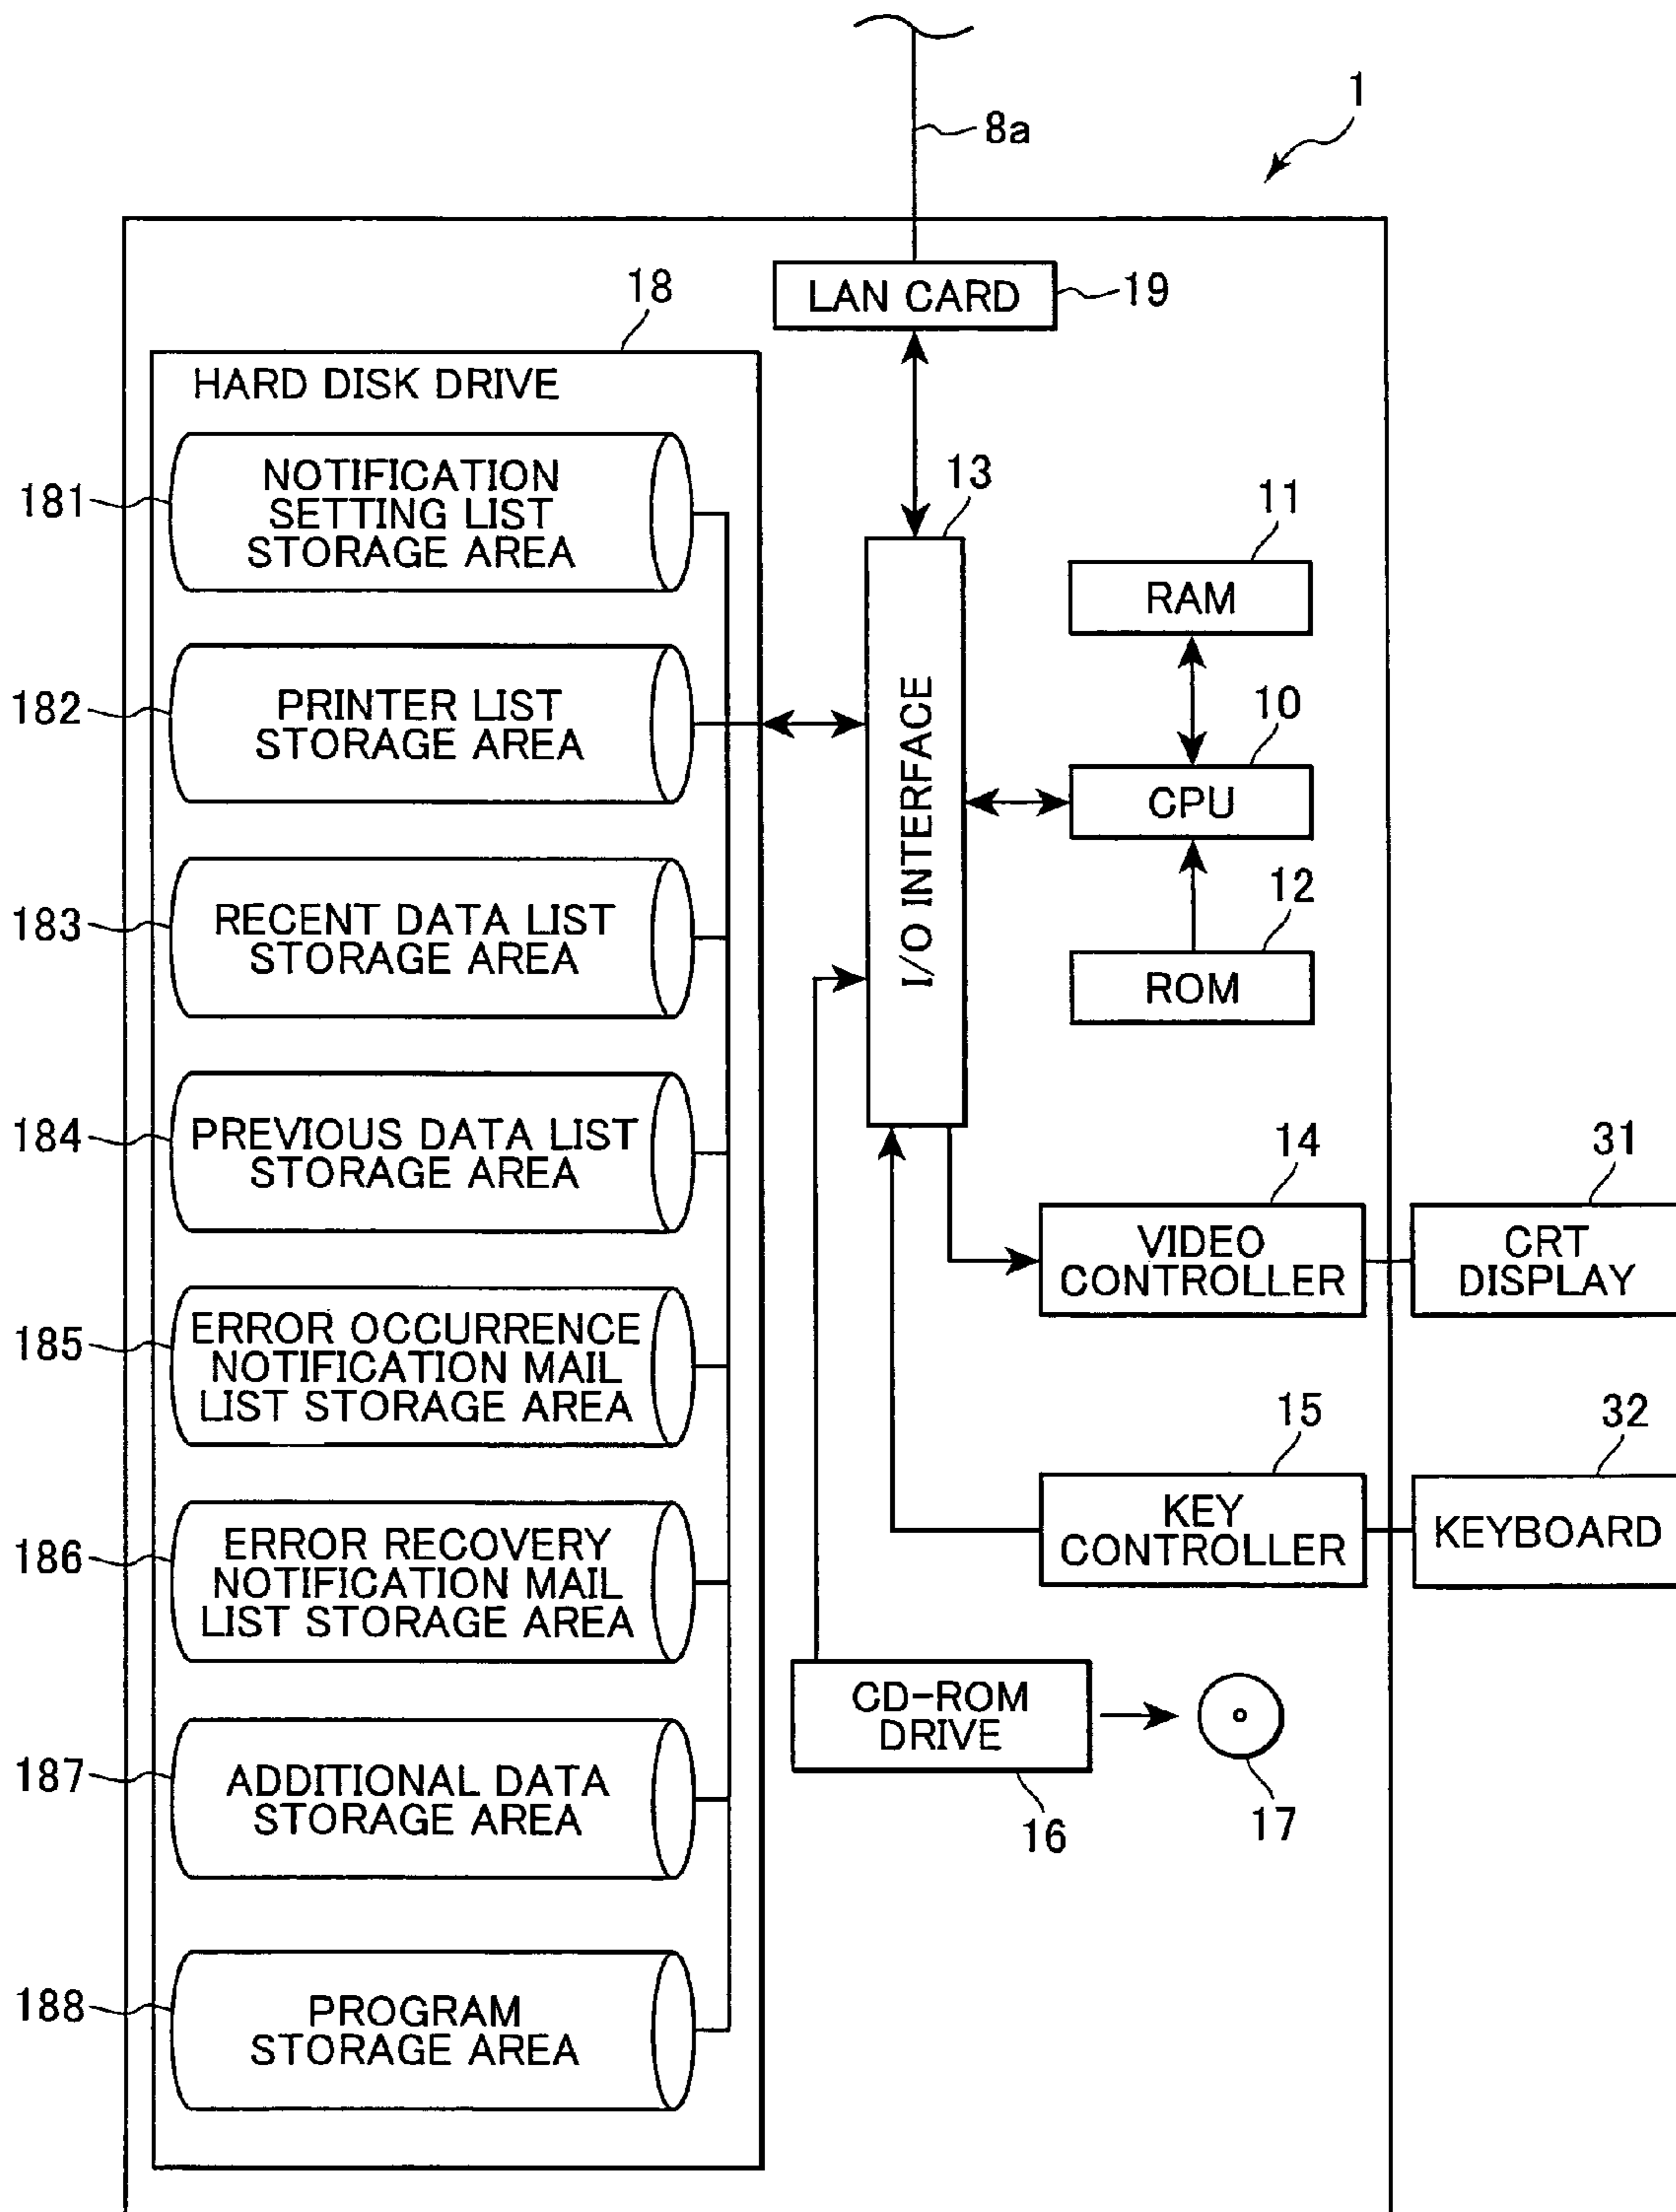 8a
1
LAN CARD
19
18
HARD DISK DRIVE
181
NOTIFICATION
SETTING LIST
STORAGE AREA
182
PRINTER LIST
STORAGE AREA
183
RECENT DATA LIST
STORAGE AREA
184
PREVIOUS DATA LIST
STORAGE AREA
185
ERROR OCCURRENCE
NOTIFICATION MAIL
LIST STORAGE AREA
186
ERROR RECOVERY
NOTIFICATION MAIL
LIST STORAGE AREA
187
ADDITIONAL DATA
STORAGE AREA
188
PROGRAM
STORAGE AREA
13
I/O INTERFACE
11
RAM
10
CPU
12
ROM
14
VIDEO
CONTROLLER
31
CRT
DISPLAY
15
KEY
CONTROLLER
32
KEYBOARD
CD-ROM
DRIVE
16
17